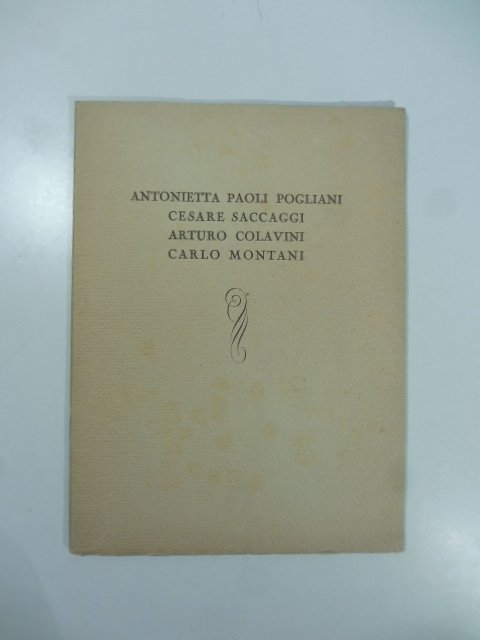 ANTONIETTA PAOLI POGLIANI
CESARE SACCAGGI
ARTURO COLAVINI
CARLO MONTANI